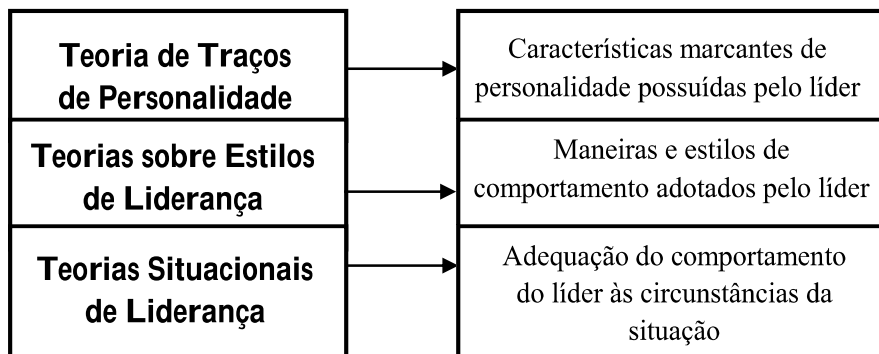 Teoria de Traços
de Personalidade
Características marcantes de
personalidade possuídas pelo líder
Teorias sobre Estilos
de Liderança
Maneiras e estilos de
comportamento adotados pelo líder
Teorias Situacionais
de Liderança
Adequação do comportamento
do líder às circunstâncias da
situação